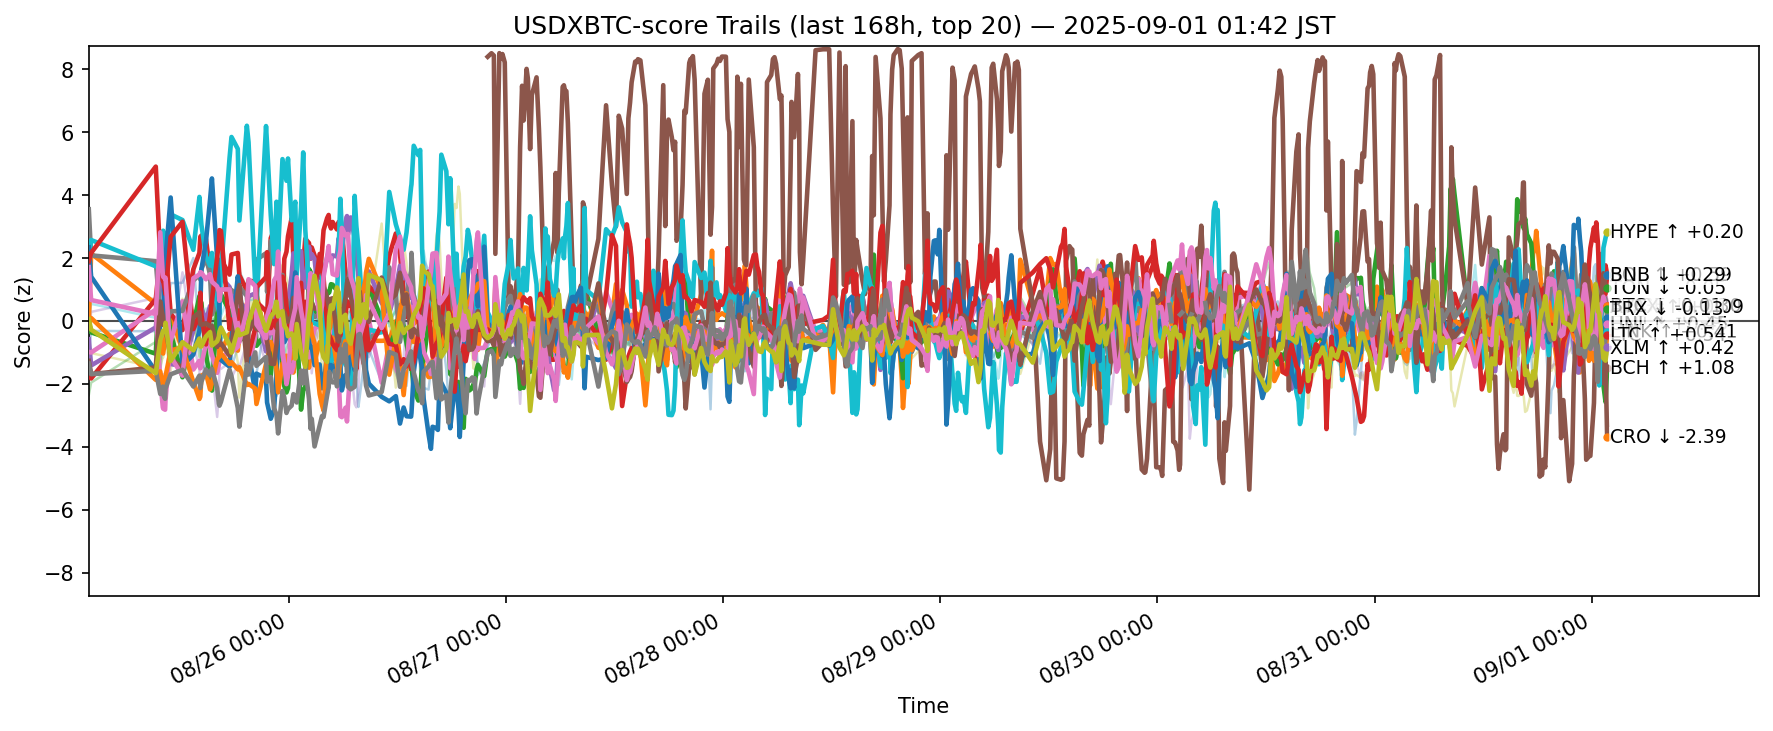 USDXBTC-score Trails (last 168h, top 20) — 2025-09-01 01:42 JST
Score (z)
8
6
4
2
0
−2
−4
−6
−8
HYPE ↑ +0.20
BNB ↓ -0.29
TON ↓ -0.05
TRX ↓ -0.13
XLM ↑ +0.42
BCH ↑ +1.08
CRO ↓ -2.39
08/26 00:00
08/27 00:00
08/28 00:00
08/29 00:00
08/30 00:00
08/31 00:00
09/01 00:00
Time